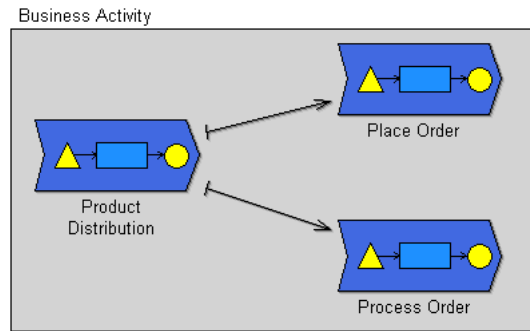 Business Activity
Place Order
Product
Distribution
Process Order